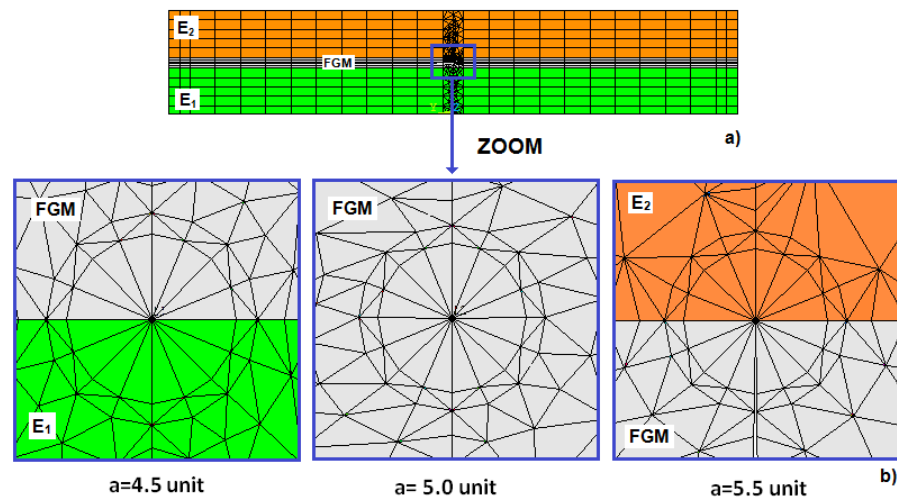 E₂
FGM
E₁
a)
ZOOM
FGM
E₁
FGM
E₂
FGM
b)
a=4.5 unit
a= 5.0 unit
a=5.5 unit